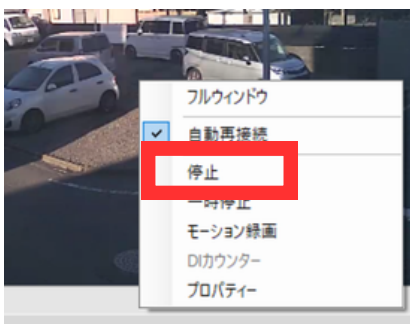 フルウィンドウ
自動再接続
停止
一時停止
モーション録画
DIカウンター
プロパティー